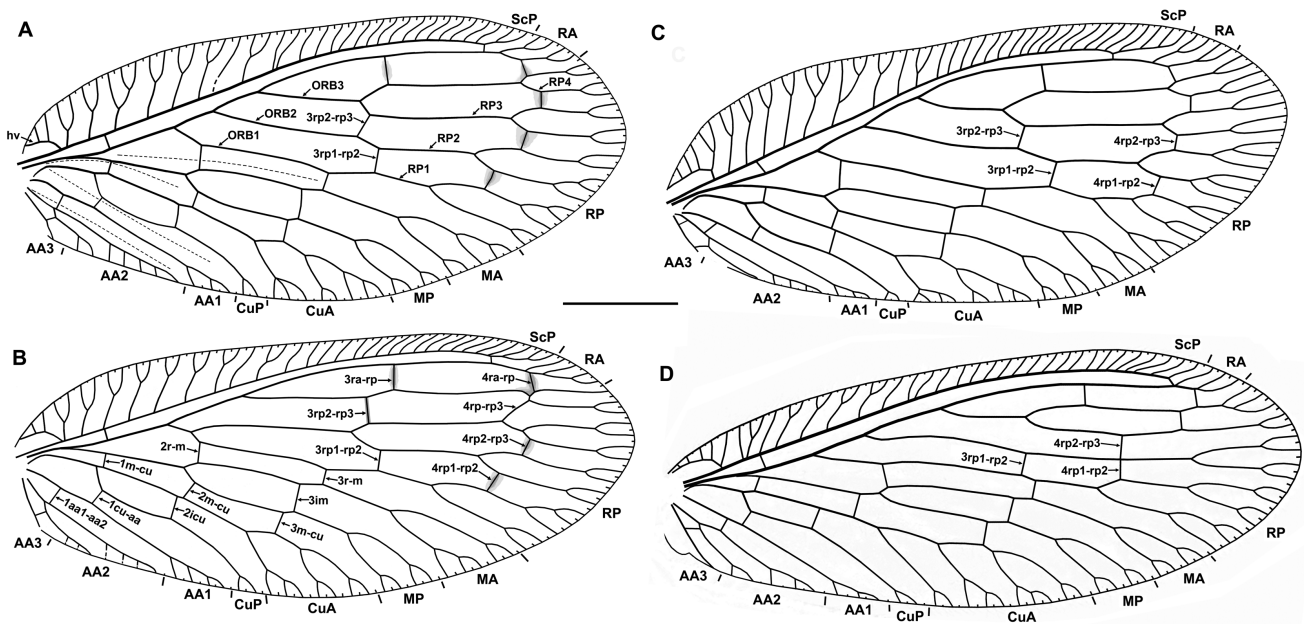 A
ScP
RA
RP4
ORB3
ORB2
3rp2-rp3
RP3
hv
ORB1
RP2
3rp1-rp2
RP1
RP
AA3
AA2
AA1
CuP
CuA
MP
MA
C
ScP
RA
3rp2-rp3
4rp2-rp3
3rp1-rp2
4rp1-rp2
RP
AA3
AA2
AA1
CuP
CuA
MP
MA
B
ScP
RA
3ra-rp
4ra-rp
3rp2-rp3
4rp-rp3
2r-m
3rp1-rp2
4rp2-rp3
1m-cu
4rp1-rp2
3r-m
2m-cu
3im
1aa1-aa2
1cu-aa
2icu
3m-cu
RP
AA3
AA2
AA1
CuP
CuA
MP
MA
D
ScP
RA
4rp2-rp3
3rp1-rp2
4rp1-rp2
RP
AA3
AA2
AA1
CuP
CuA
MP
MA